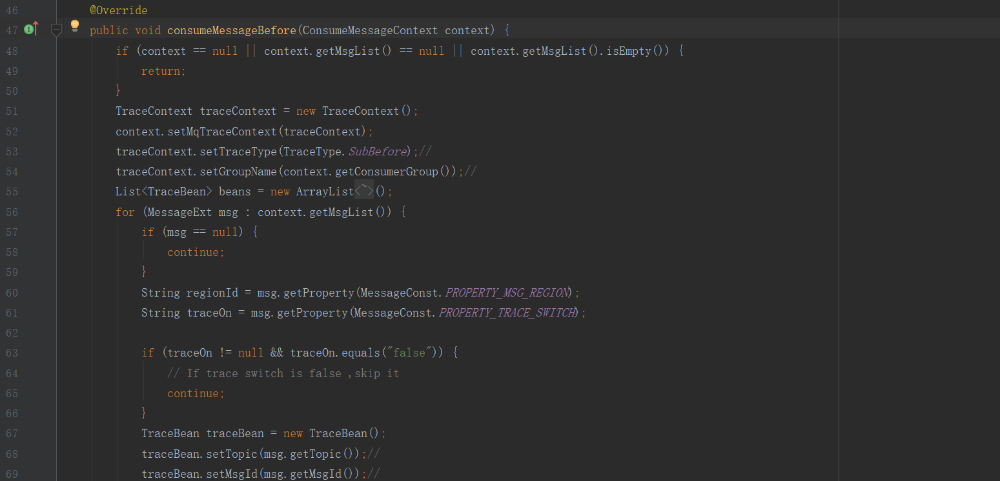 46 @Override
47 public void consumeMessageBefore(ConsumeMessageContext context) {
48 if (context == null || context.getMsgList() == null || context.getMsgList().isEmpty()) {
49 return;
50 }
51 TraceContext traceContext = new TraceContext();
52 context.setMqTraceContext(traceContext);
53 traceContext.setTraceType(TraceType.SubBefore);//
54 traceContext.setGroupName(context.getConsumerGroup());//
55 List<TraceBean> beans = new ArrayList<~>();
56 for (MessageExt msg : context.getMsgList()) {
57 if (msg == null) {
58 continue;
59 }
60 String regionId = msg.getProperty(MessageConst.PROPERTY_MSG_REGION);
61 String traceOn = msg.getProperty(MessageConst.PROPERTY_TRACE_SWITCH);
62
63 if (traceOn != null && traceOn.equals("false")) {
64 // If trace switch is false ,skip it
65 continue;
66 }
67 TraceBean traceBean = new TraceBean();
68 traceBean.setTopic(msg.getTopic());//
69 traceBean.setMsgId(msg.getMsgId());//